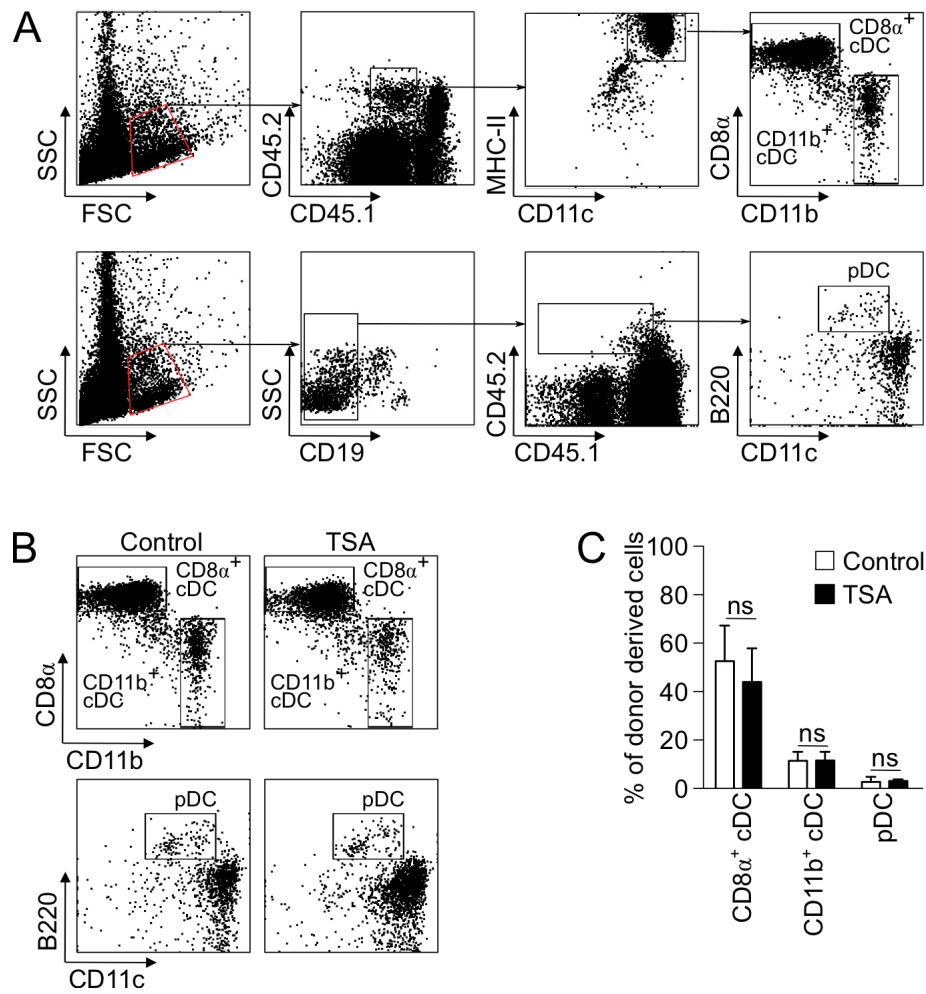 A
SSC
FSC
CD45.2
CD45.1
MHC-II
CD11c
CD8α
CD11b
CD8α+
cDC
CD11b+
cDC
SSC
FSC
SSC
CD19
CD45.2
CD45.1
B220
CD11c
pDC
B
Control
TSA
CD8α
CD11b
CD8α+
cDC
CD11b+
cDC
CD8α+
cDC
CD11b+
cDC
B220
CD11c
pDC
pDC
C
% of donor derived cells
100
80
60
40
20
0
Control
TSA
ns
ns
ns
CD8α+ cDC
CD11b+ cDC
pDC